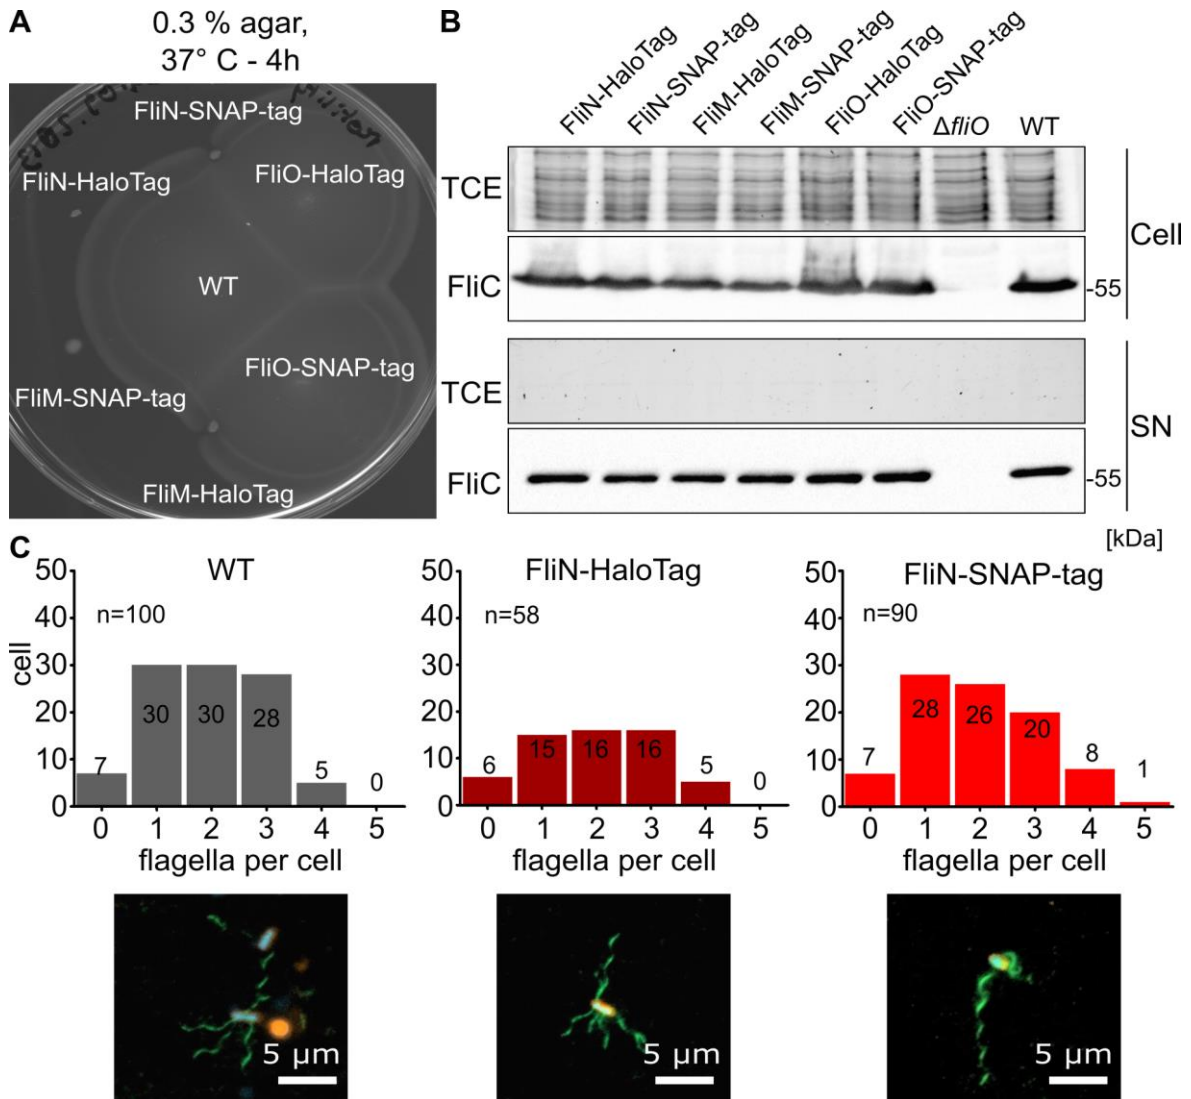 A
0.3 % agar,
37° C - 4h
FliN-SNAP-tag
FliN-HaloTag
FliO-HaloTag
WT
FliO-SNAP-tag
FliM-SNAP-tag
FliM-HaloTag
B
FliN-HaloTag
FliN-SNAP-tag
FliM-HaloTag
FliM-SNAP-tag
FliO-HaloTag
FliO-SNAP-tag
ΔfliO
WT
TCE
FliC
-55
Cell
TCE
FliC
-55
SN
[kDa]
C
WT
n=100
cell
50
40
30
20
10
0
7
30
30
28
5
0
0 1 2 3 4 5
flagella per cell
FliN-HaloTag
n=58
50
40
30
20
10
0
6
15
16
16
5
0
0 1 2 3 4 5
flagella per cell
FliN-SNAP-tag
n=90
50
40
30
20
10
0
7
28
26
20
8
1
0 1 2 3 4 5
flagella per cell
5 µm
5 µm
5 µm